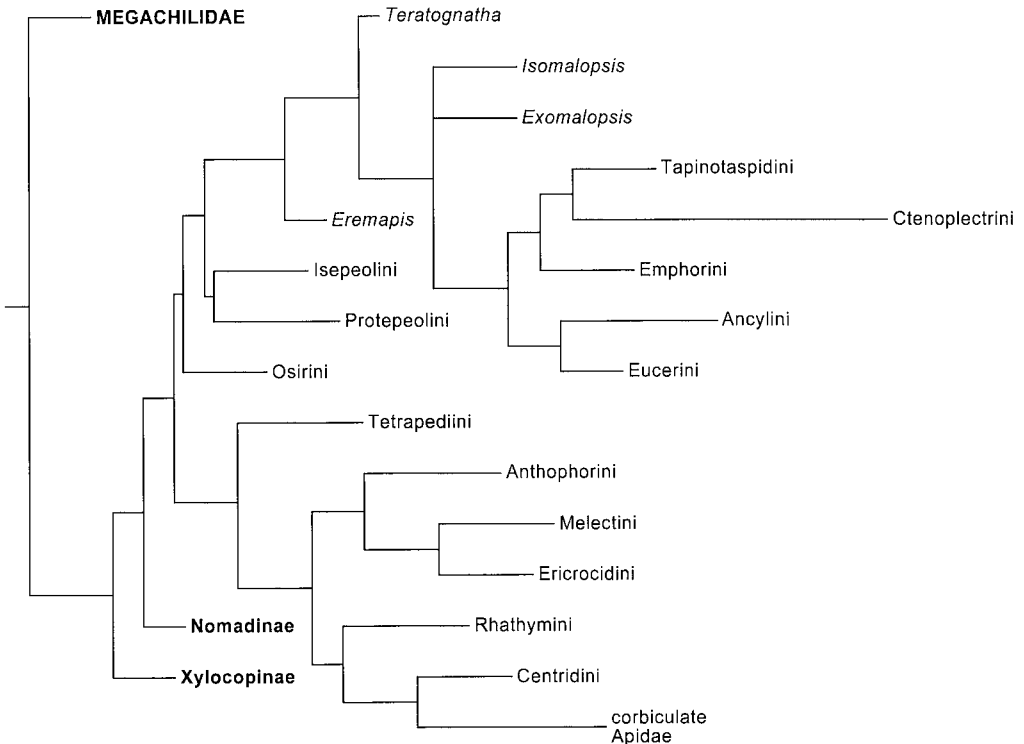 MEGACHILIDAE
Teratognatha
Isomalopsis
Exomalopsis
Tapinotaspidini
Ctenoplectrini
Eremapis
Isepeolini
Emphorini
Protepeolini
Ancylini
Osirini
Eucerini
Tetrapediini
Anthophorini
Melectini
Ericrocidini
Nomadinae
Rhathymini
Xylocopinae
Centridini
corbiculate
Apidae